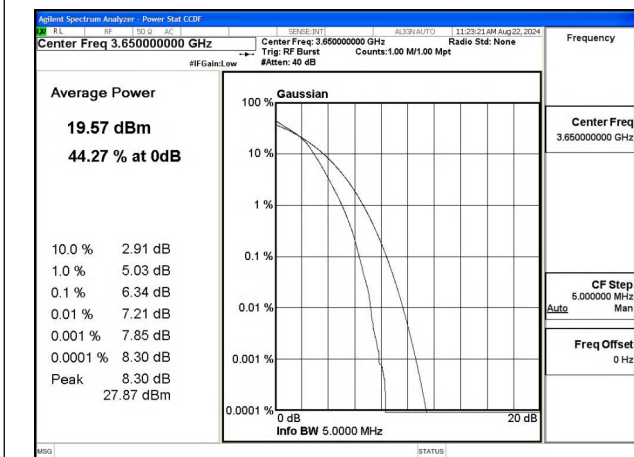 Agilent Spectrum Analyzer - Power Stat CCDF
RL RF 50 Ω AC SENSE:INT ALIGN AUTO 11:23:21 AM Aug 22, 2024
Center Freq 3.650000000 GHz
Center Freq: 3.650000000 GHz Radio Std: None
Trig: RF Burst Counts:1.00 M/1.00 Mpt
#IFGain:Low #Atten: 40 dB
Frequency
Average Power
19.57 dBm
44.27 % at 0dB
10.0 % 2.91 dB
1.0 % 5.03 dB
0.1 % 6.34 dB
0.01 % 7.21 dB
0.001 % 7.85 dB
0.0001 % 8.30 dB
Peak 8.30 dB
27.87 dBm
Gaussian
100 %
10 %
1 %
0.1 %
0.01 %
0.001 %
0.0001 %
0 dB 20 dB
Info BW 5.0000 MHz
Center Freq
3.650000000 GHz
CF Step
5.000000 MHz
Auto Man
Freq Offset
0 Hz
MSG STATUS